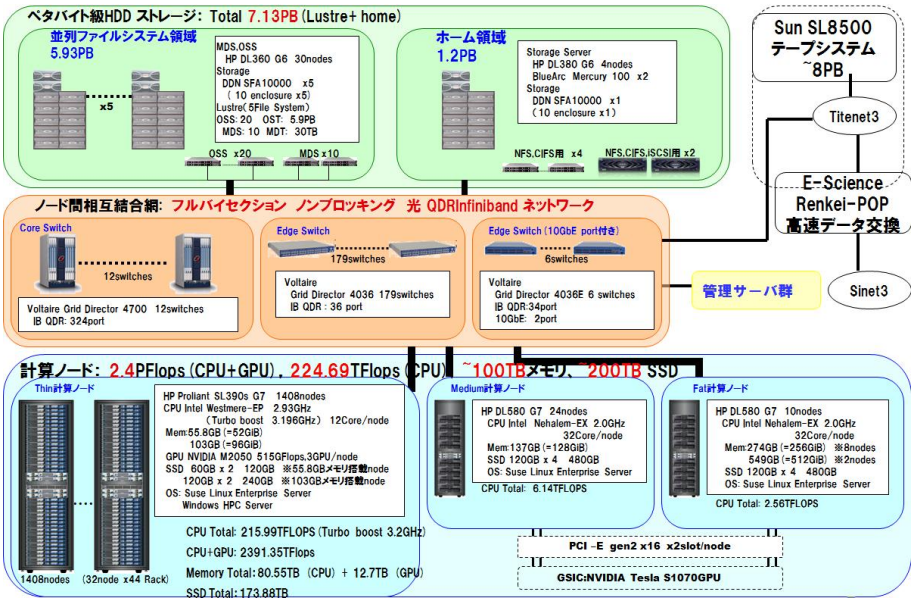 ペタバイト級HDD ストレージ: Total 7.13PB (Lustre+ home)
並列ファイルシステム領域
5.93PB
x5
MDS,OSS
HP DL360 G6 30nodes
Storage
DDN SFA10000 x5
( 10 enclosure x5)
Lustre(5File System)
OSS: 20 OST: 5.9PB
MDS: 10 MDT: 30TB
OSS x20
MDS x10
ホーム領域
1.2PB
Storage Server
HP DL380 G6 4nodes
BlueArc Mercury 100 x2
Storage
DDN SFA10000 x1
(10 enclosure x1)
NFS,CIFS用 x4
NFS,CIFS,iSCSI用 x2
Sun SL8500
テープシステム
~8PB
Titenet3
E-Science
Renkei-POP
高速データ交換
Sinet3
ノード間相互結合網: フルバイセクション ノンブロッキング 光 QDRInfiniband ネットワーク
Core Switch
12switches
Voltaire Grid Director 4700 12switches
IB QDR: 324port
Edge Switch
179switches
Voltaire
Grid Director 4036 179switches
IB QDR : 36 port
Edge Switch (10GbE port付き)
6switches
Voltaire
Grid Director 4036E 6 switches
IB QDR:34port
10GbE: 2port
管理サーバ群
計算ノード: 2.4PFlops (CPU+GPU), 224.69TFlops (CPU) ~100TBメモリ、~200TB SSD
Thin計算ノード
HP Proliant SL390s G7 1408nodes
CPU Intel Westmere-EP 2.93GHz
(Turbo boost 3.196GHz) 12Core/node
Mem:55.8GB (=52GiB)
103GB (=96GiB)
GPU NVIDIA M2050 515GFlops,3GPU/node
SSD 60GB x 2 120GB ※55.8GBメモリ搭載node
120GB x 2 240GB ※103GBメモリ搭載node
OS: Suse Linux Enterprise Server
Windows HPC Server
CPU Total: 215.99TFLOPS (Turbo boost 3.2GHz)
CPU+GPU: 2391.35TFlops
Memory Total: 80.55TB (CPU) + 12.7TB (GPU)
SSD Total: 173.88TB
1408nodes
(32node x44 Rack)
Medium計算ノード
HP DL580 G7 24nodes
CPU Intel Nehalem-EX 2.0GHz
32Core/node
Mem:137GB (=128GiB)
SSD 120GB x 4 480GB
OS: Suse Linux Enterprise Server
CPU Total: 6.14TFLOPS
Fat計算ノード
HP DL580 G7 10nodes
CPU Intel Nehalem-EX 2.0GHz
32Core/node
Mem:274GB (=256GiB) ※8nodes
549GB (=512GiB) ※2nodes
SSD 120GB x 4 480GB
OS: Suse Linux Enterprise Server
CPU Total: 2.56TFLOPS
PCI –E gen2 x16 x2slot/node
GSIC:NVIDIA Tesla S1070GPU